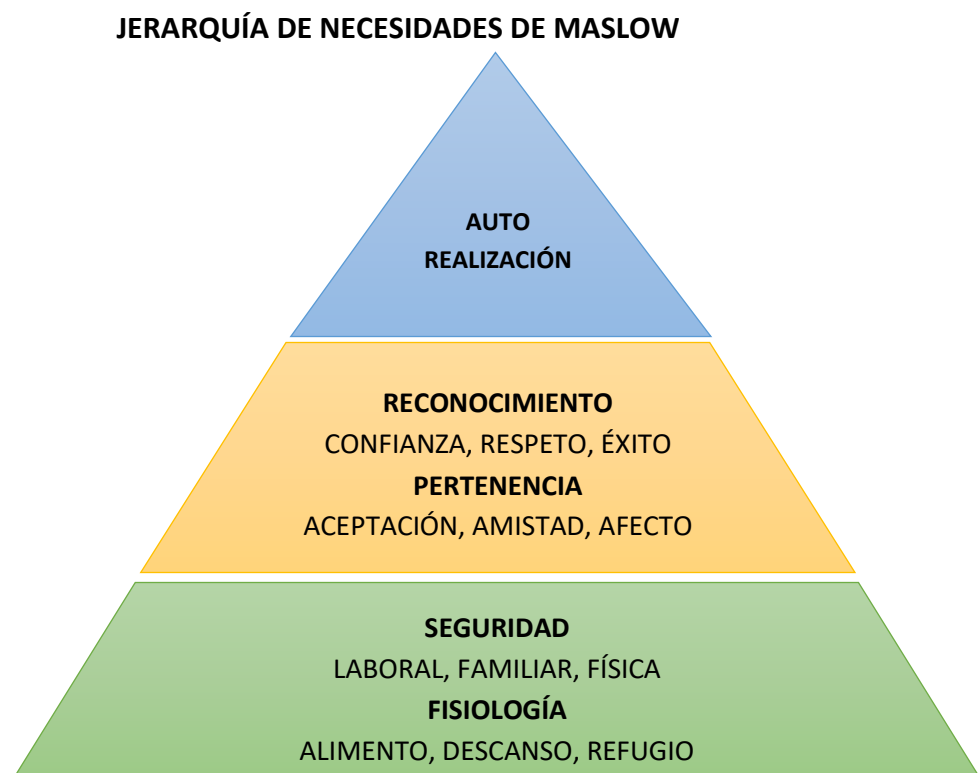 JERARQUÍA DE NECESIDADES DE MASLOW
AUTO
REALIZACIÓN
RECONOCIMIENTO
CONFIANZA, RESPETO, ÉXITO
PERTENENCIA
ACEPTACIÓN, AMISTAD, AFECTO
SEGURIDAD
LABORAL, FAMILIAR, FÍSICA
FISIOLOGÍA
ALIMENTO, DESCANSO, REFUGIO